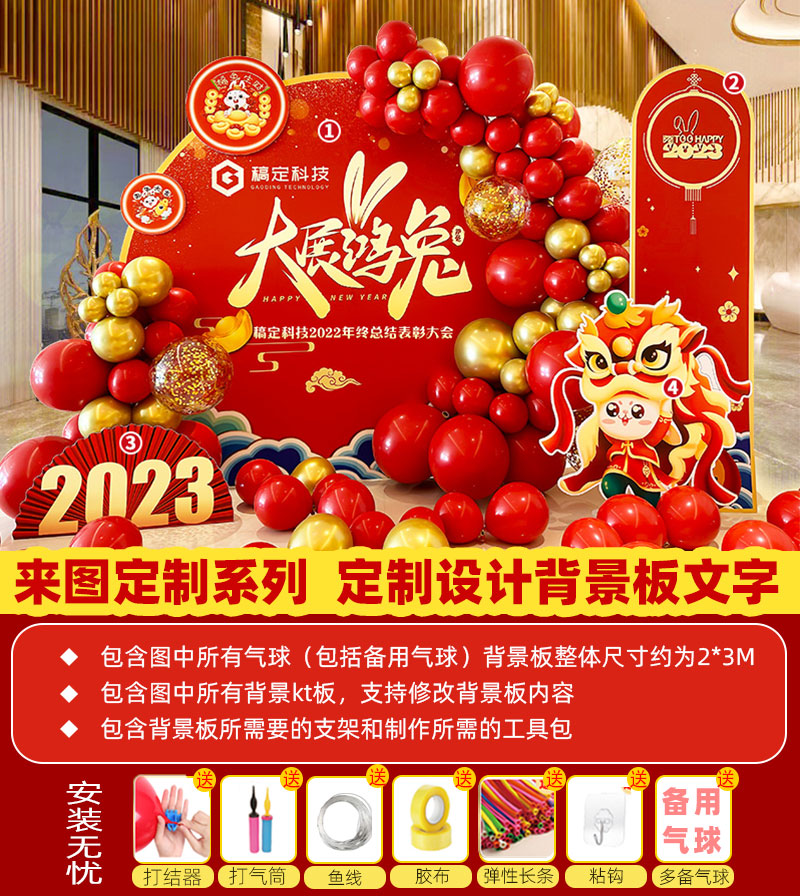 ①
②
稿定科技
GAODING TECHNOLOGY
HAPPY
2023
大展鸿兔
HAPPY NEW YEAR
稿定科技2022年终总结表彰大会
④
③
2023
来图定制系列 定制设计背景板文字
◆ 包含图中所有气球（包括备用气球）背景板整体尺寸约为2*3M
◆ 包含图中所有背景kt板，支持修改背景板内容
◆ 包含背景板所需要的支架和制作所需的工具包
安装无忧
送 送 送 送 送 送 送
备用
气球
打结器 打气筒 鱼线 胶布 弹性长条 粘钩 多备气球